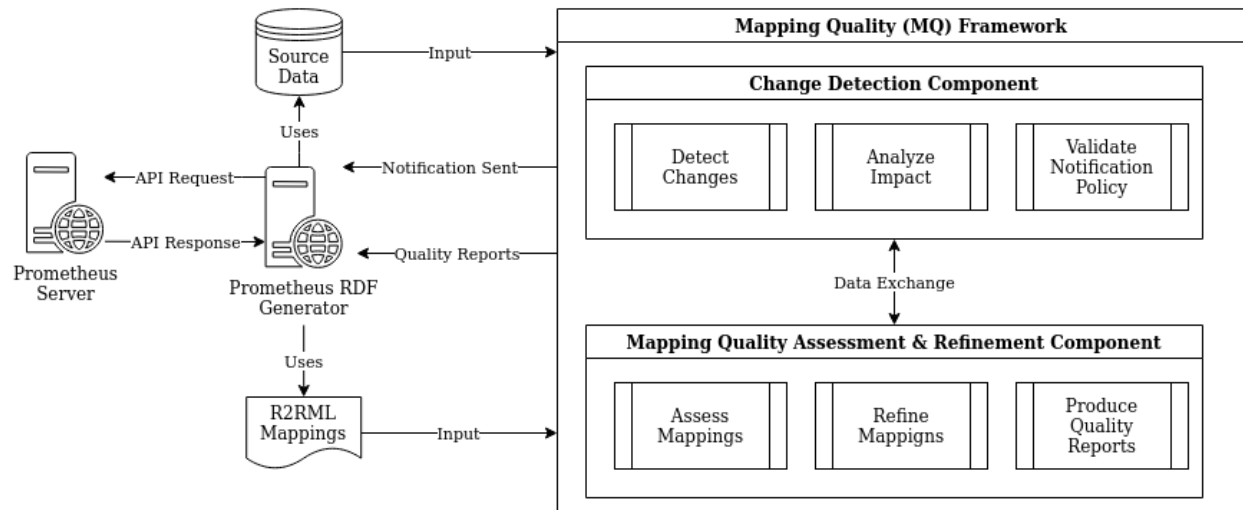 Mapping Quality (MQ) Framework
Source
Data
Input
Change Detection Component
Uses
Detect
Changes
Analyze
Impact
Validate
Notification
Policy
Notification Sent
API Request
API Response
Quality Reports
Prometheus
Server
Prometheus RDF
Generator
Data Exchange
Mapping Quality Assessment & Refinement Component
Uses
R2RML
Mappings
Input
Assess
Mappings
Refine
Mappigns
Produce
Quality
Reports